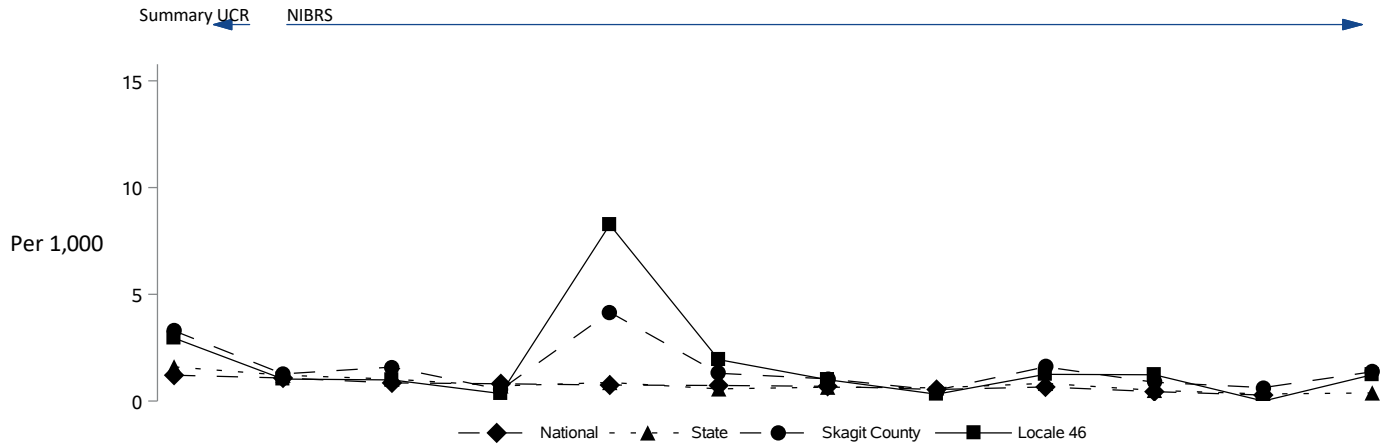 Summary UCR NIBRS
15
10
Per 1,000
5
0
National State Skagit County Locale 46